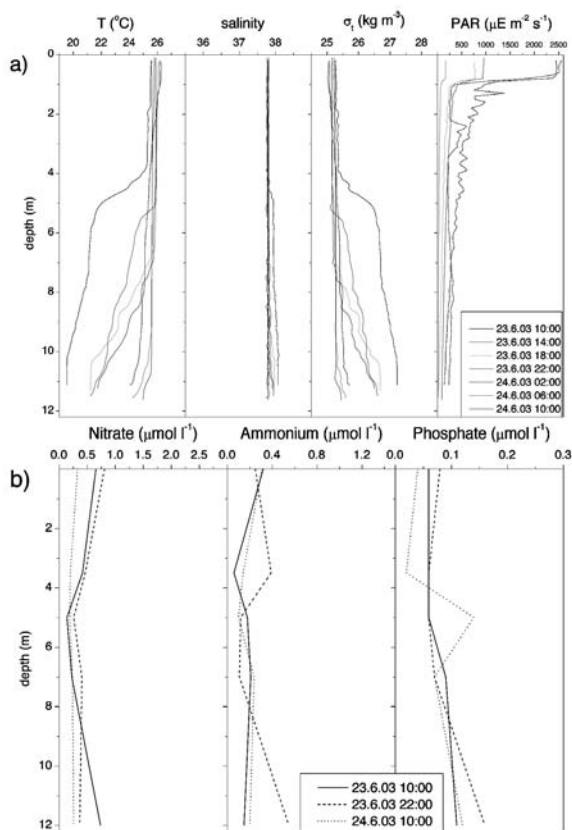 T (°C) salinity σt (kg m-3) PAR (μE m-2 s-1)
20 22 24 26 36 37 38 25 26 27 28 500 1000 1500 2000 2500
a)
0
2
4
6
8
10
12
depth (m)
23.6.03 10:00
23.6.03 14:00
23.6.03 18:00
23.6.03 22:00
24.6.03 02:00
24.6.03 06:00
24.6.03 10:00
Nitrate (μmol l-1) Ammonium (μmol l-1) Phosphate (μmol l-1)
0.0 0.5 1.0 1.5 2.0 2.5 0.0 0.4 0.8 1.2 0.0 0.1 0.2 0.3
b)
2
4
6
8
10
12
depth (m)
23.6.03 10:00
23.6.03 22:00
24.6.03 10:00